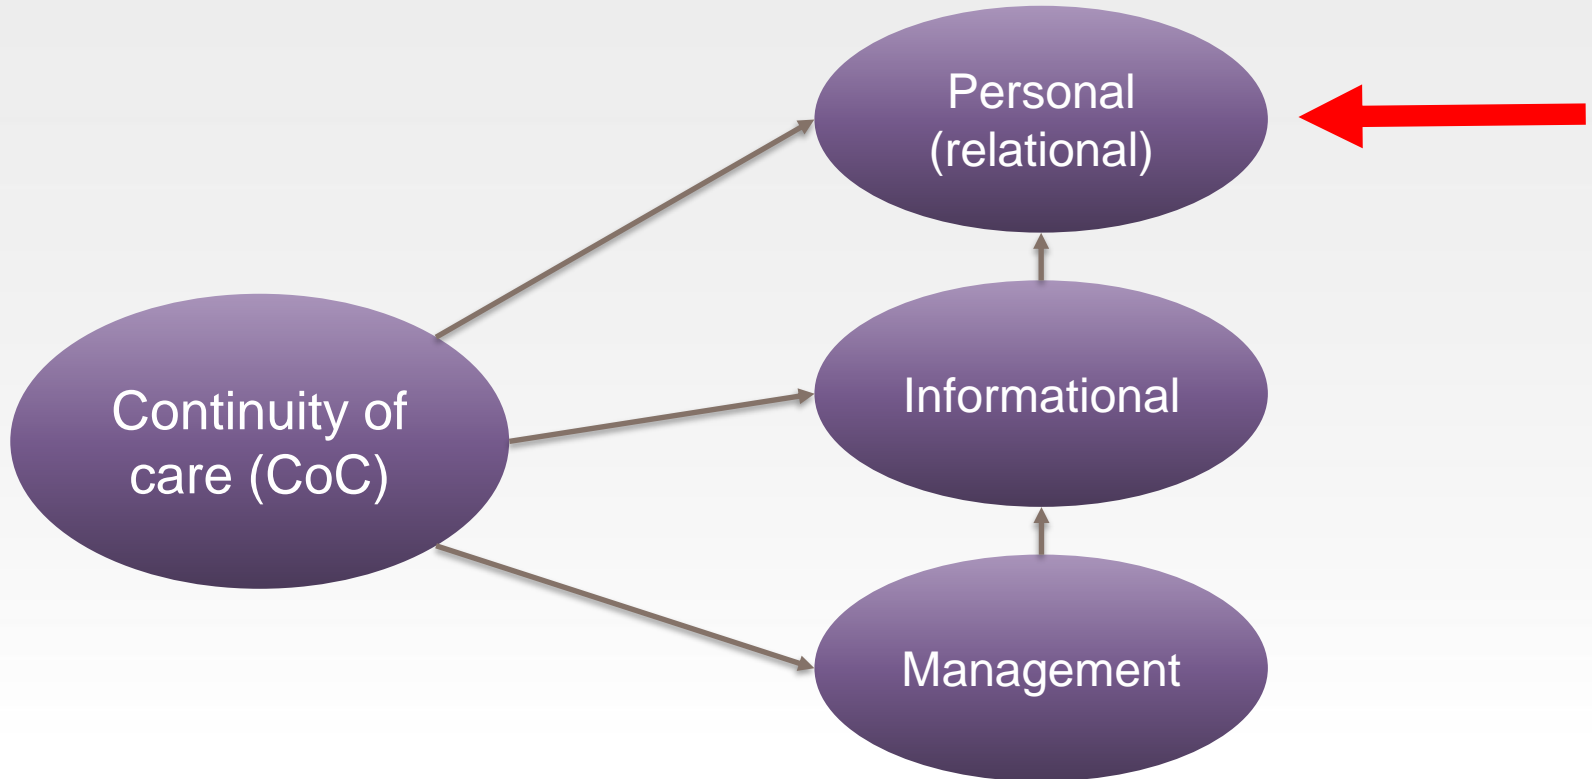 Personal
(relational)
Informational
Continuity of
care (CoC)
Management